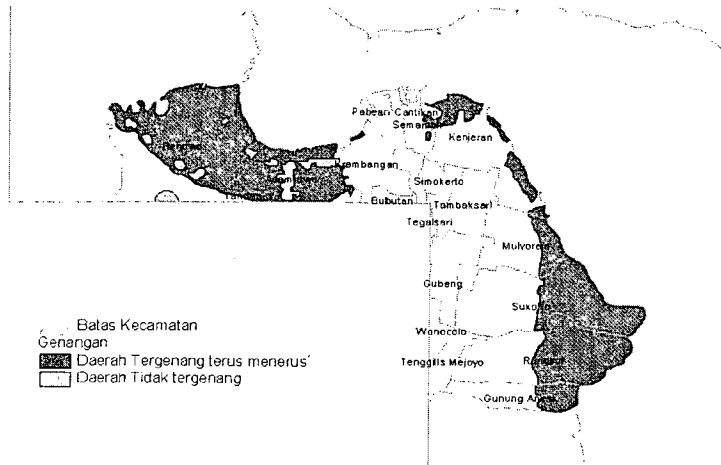 Pabean Cantikan
Semampir
Kenjeran
Krembangan
Simokerto
Bubutan
Tambaksari
Tegalsari
Mulyorejo
Gubeng
Sukolilo
Wonocolo
Tenggilis Mejoyo
Rungkut
Gunung Anyar
Batas Kecamatan
Genangan
Daerah Tergenang terus menerus'
Daerah Tidak tergenang